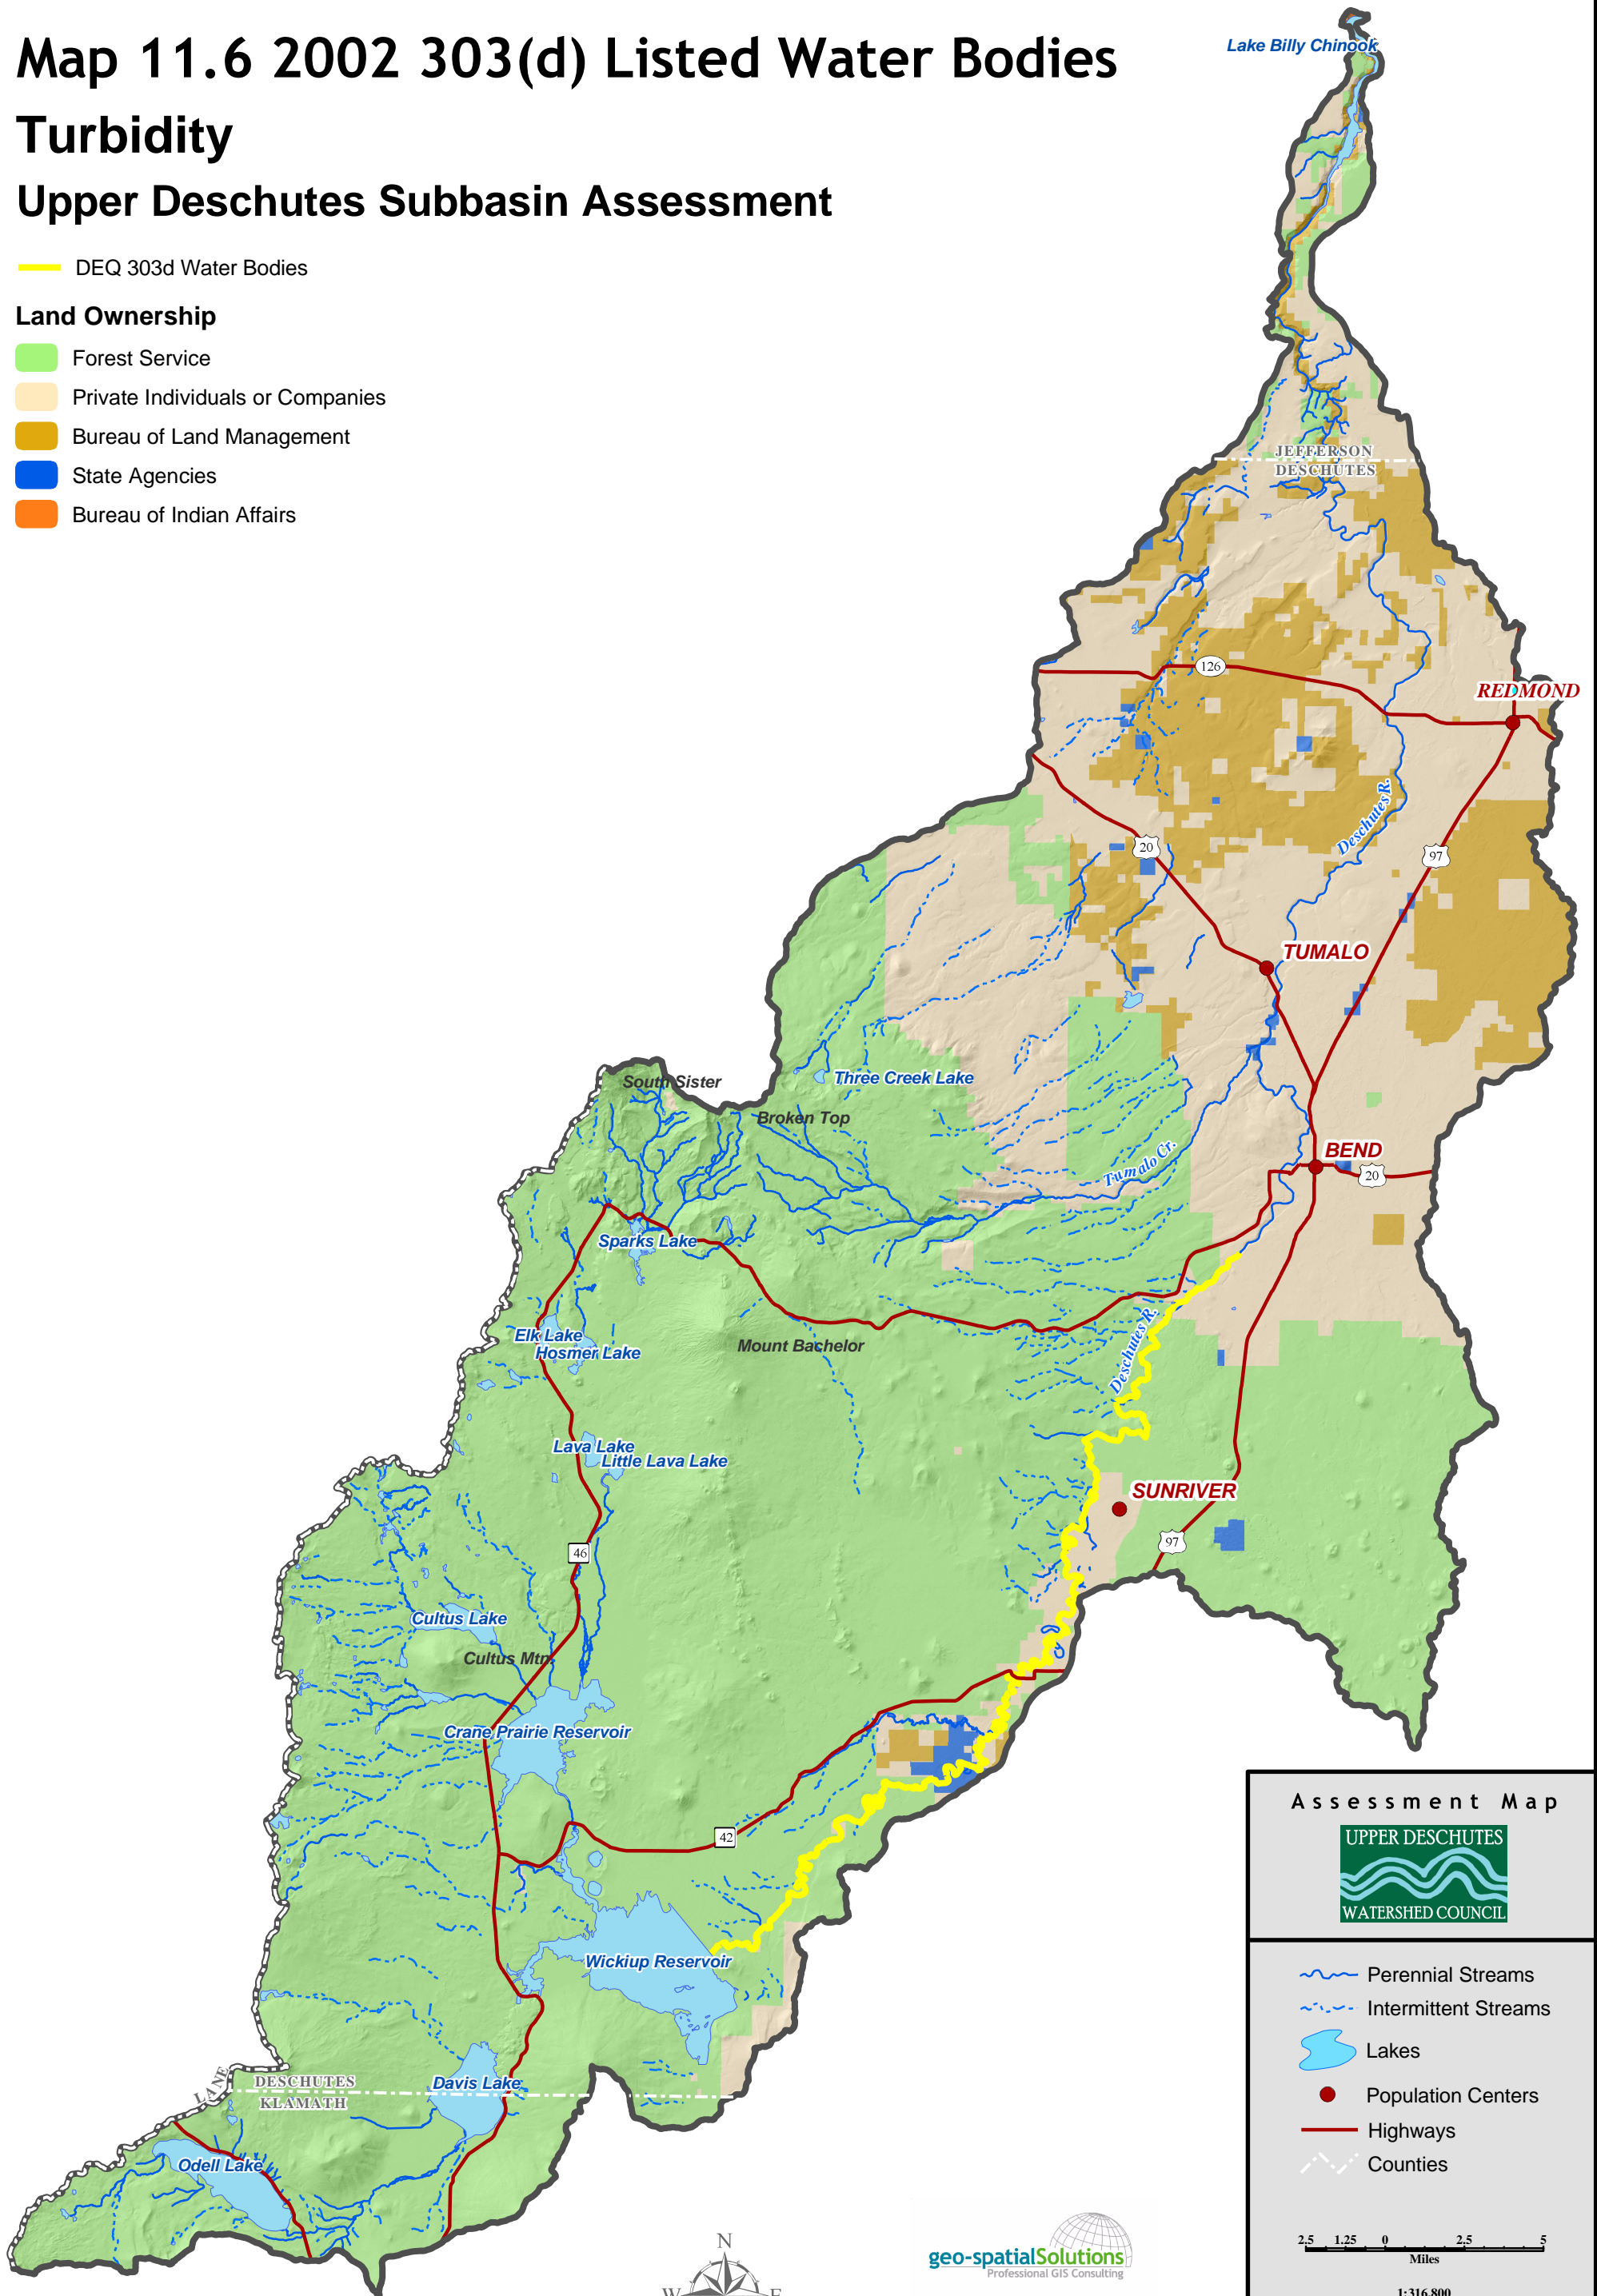 Map 11.6 2002 303(d) Listed Water Bodies
Turbidity
Upper Deschutes Subbasin Assessment
DEQ 303d Water Bodies
Land Ownership
Forest Service
Private Individuals or Companies
Bureau of Land Management
State Agencies
Bureau of Indian Affairs
Lake Billy Chinook
JEFFERSON
DESCHUTES
126
REDMOND
Deschutes R.
20
97
TUMALO
Three Creek Lake
South Sister
Broken Top
Tumalo Cr.
BEND
20
Sparks Lake
Elk Lake
Hosmer Lake
Mount Bachelor
Deschutes R.
Lava Lake
Little Lava Lake
SUNRIVER
97
46
Cultus Lake
Cultus Mtn.
Crane Prairie Reservoir
42
Wickiup Reservoir
LANE
DESCHUTES
KLAMATH
Davis Lake
Odell Lake
Assessment Map
UPPER DESCHUTES
WATERSHED COUNCIL
Perennial Streams
Intermittent Streams
Lakes
Population Centers
Highways
Counties
2.5 1.25 0 2.5 5
Miles
1:316,800
N
W E
geo-spatialSolutions
Professional GIS Consulting